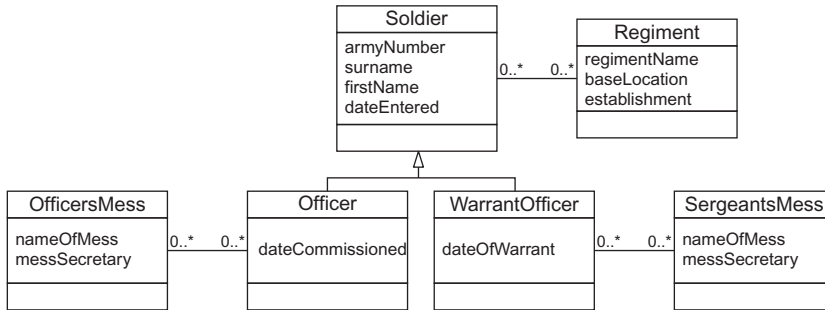 Soldier
armyNumber
surname
firstName
dateEntered
0..* 0..*
Regiment
regimentName
baseLocation
establishment
OfficersMess
nameOfMess
messSecretary
0..* 0..*
Officer
dateCommissioned
WarrantOfficer
dateOfWarrant
0..* 0..*
SergeantsMess
nameOfMess
messSecretary